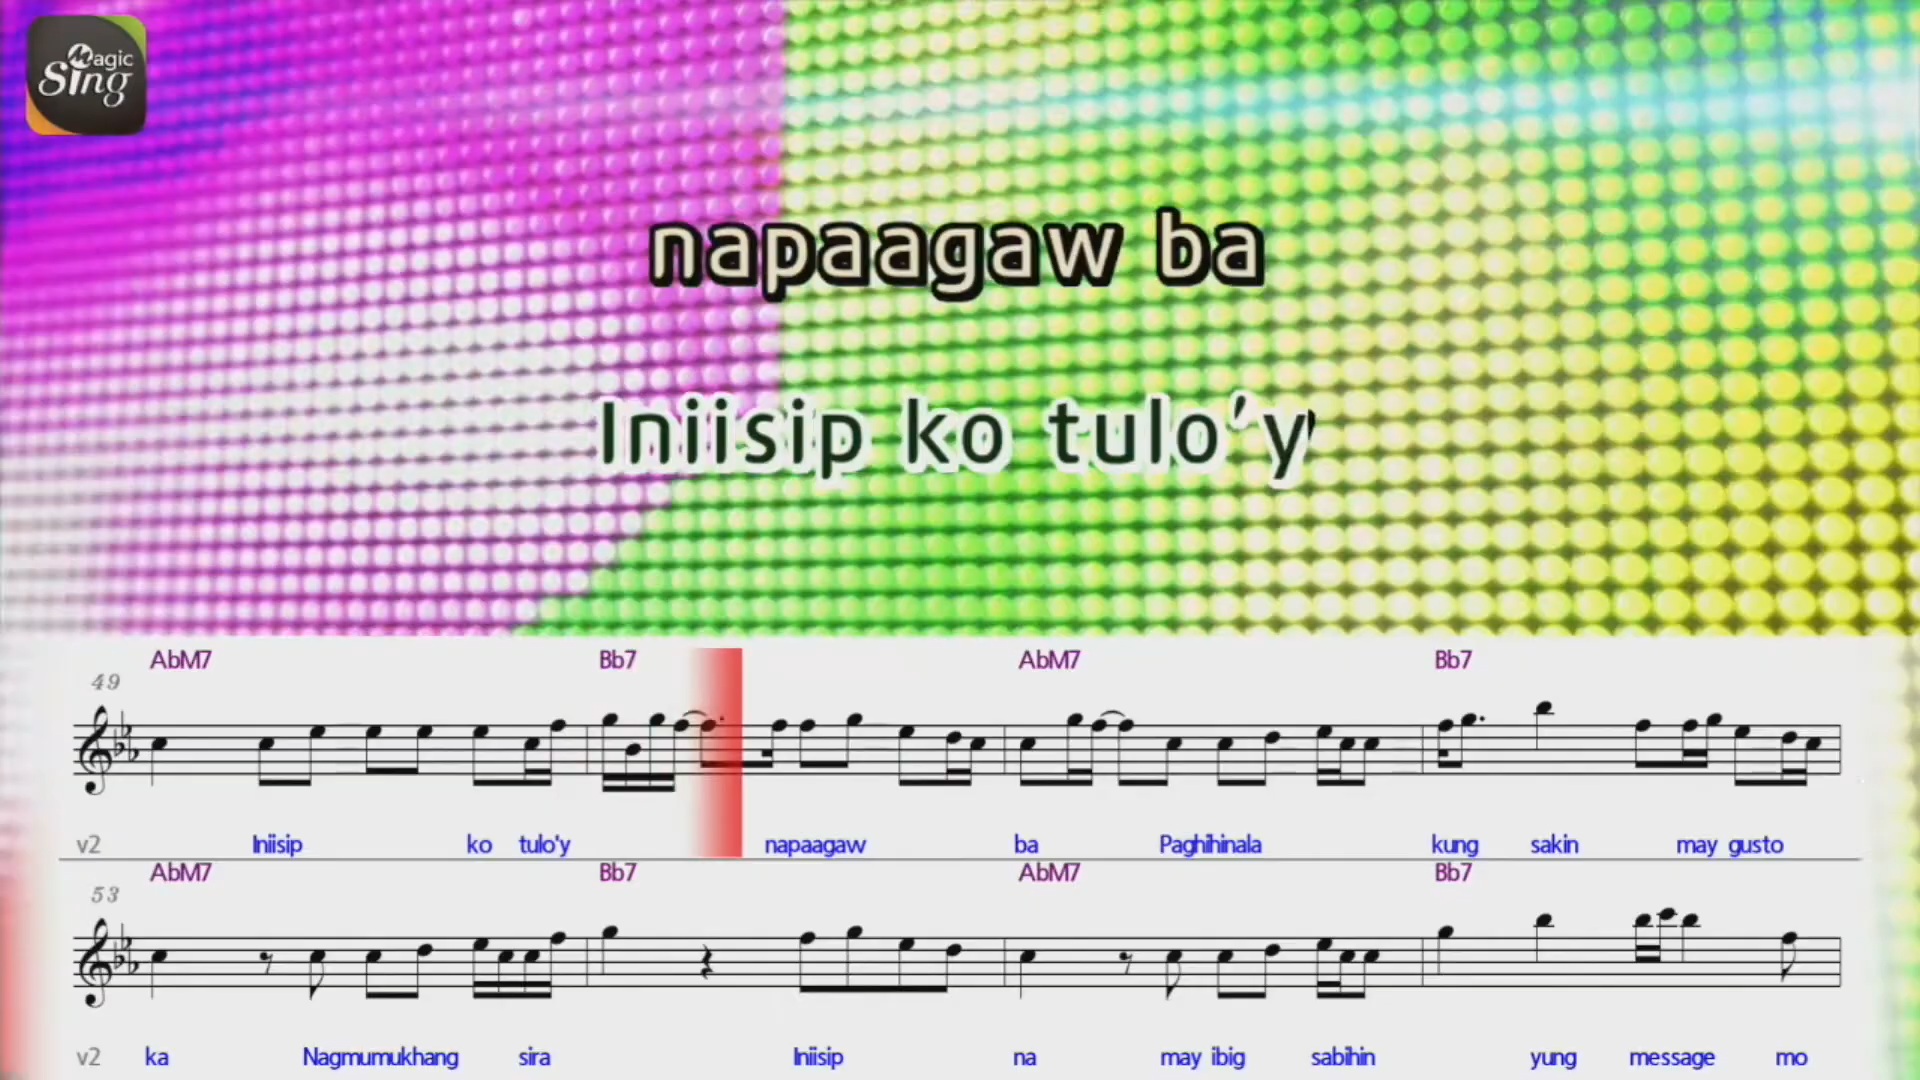 Magic
Sing
napaagaw ba
Iniisip ko tulo'y
AbM7 Bb7 AbM7 Bb7
49
v2 Iniisip ko tulo'y napaagaw ba Paghihinala kung sakin may gusto
AbM7 Bb7 AbM7 Bb7
53
v2 ka Nagmumukhang sira Iniisip na may ibig sabihin yung message mo